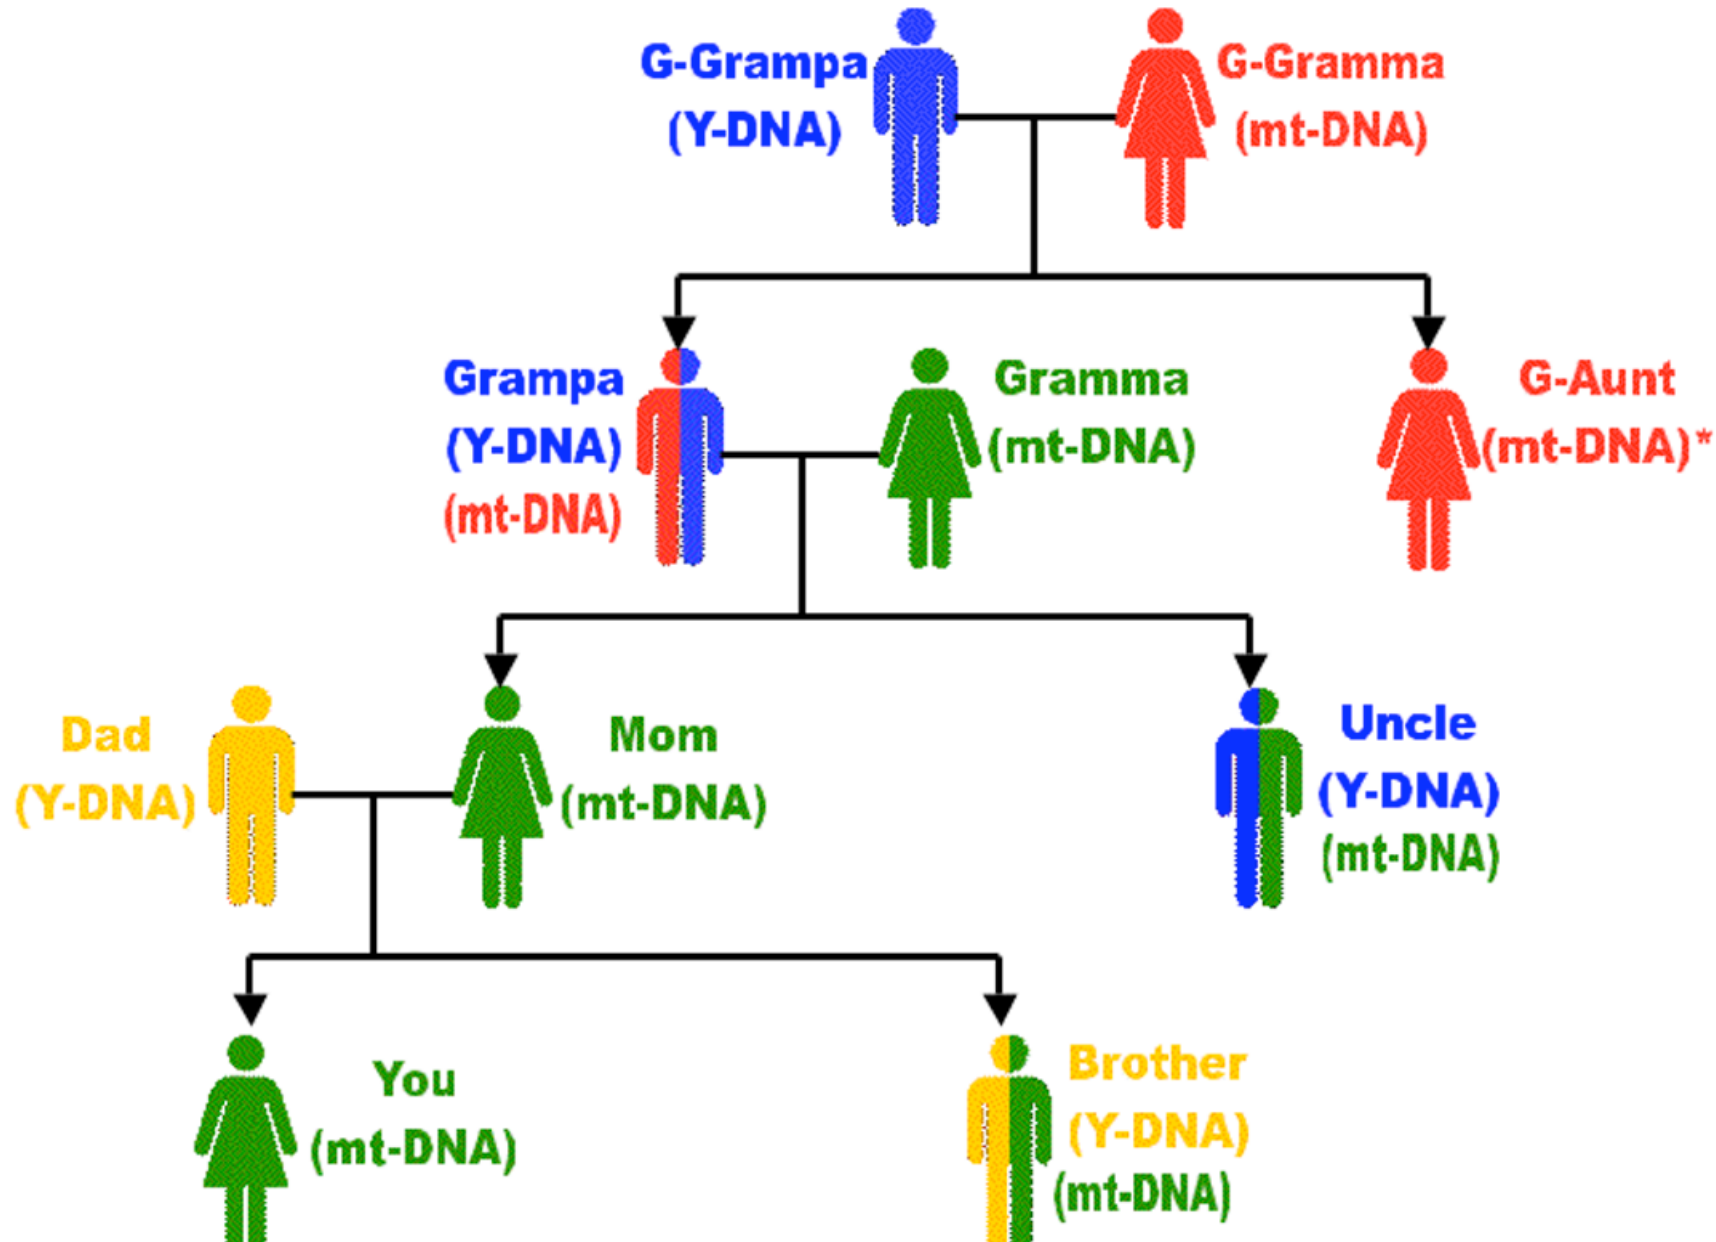 G-Grampa
(Y-DNA)
G-Gramma
(mt-DNA)
Grampa
(Y-DNA)
(mt-DNA)
Gramma
(mt-DNA)
G-Aunt
(mt-DNA)*
Dad
(Y-DNA)
Mom
(mt-DNA)
Uncle
(Y-DNA)
(mt-DNA)
You
(mt-DNA)
Brother
(Y-DNA)
(mt-DNA)